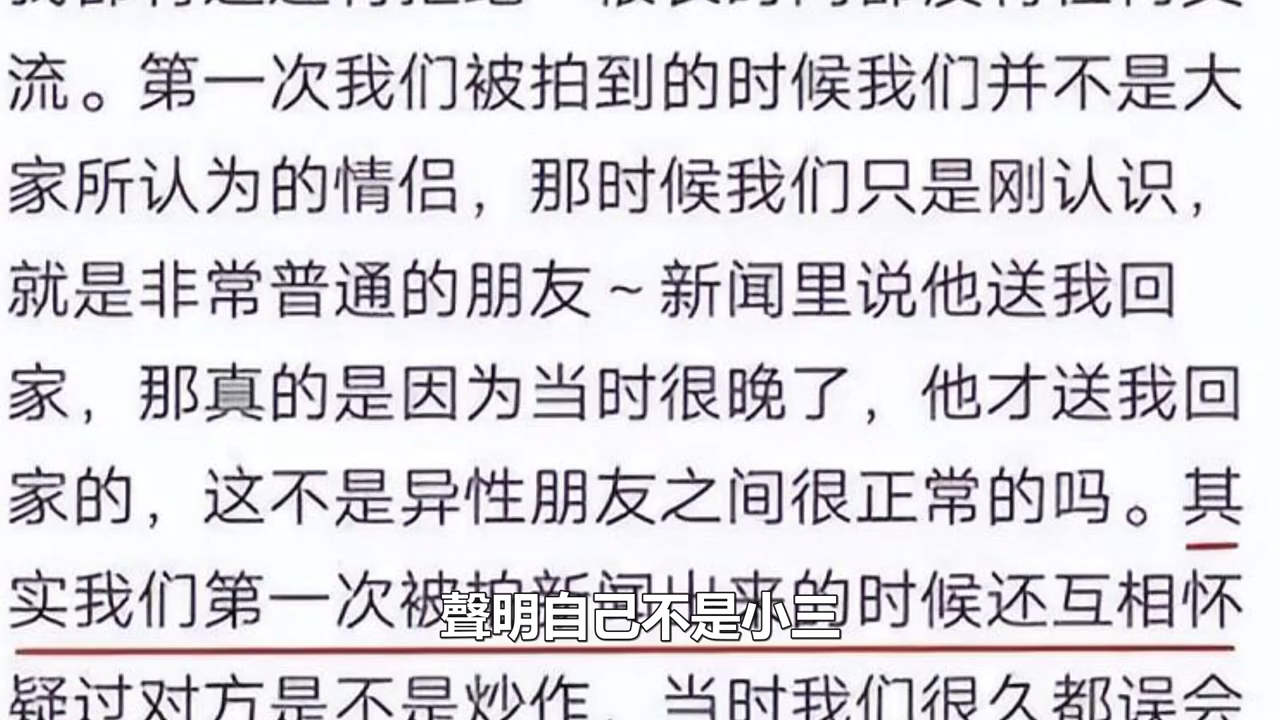 流。第一次我们被拍到的时候我们并不是大
家所认为的情侣，那时候我们只是刚认识，
就是非常普通的朋友～新闻里说他送我回
家，那真的是因为当时很晚了，他才送我回
家的，这不是异性朋友之间很正常的吗。其
实我们第一次被拍新闻出来的时候还互相怀
聲明自己不是小三
疑过对方是不是炒作，当时我们很久都误会